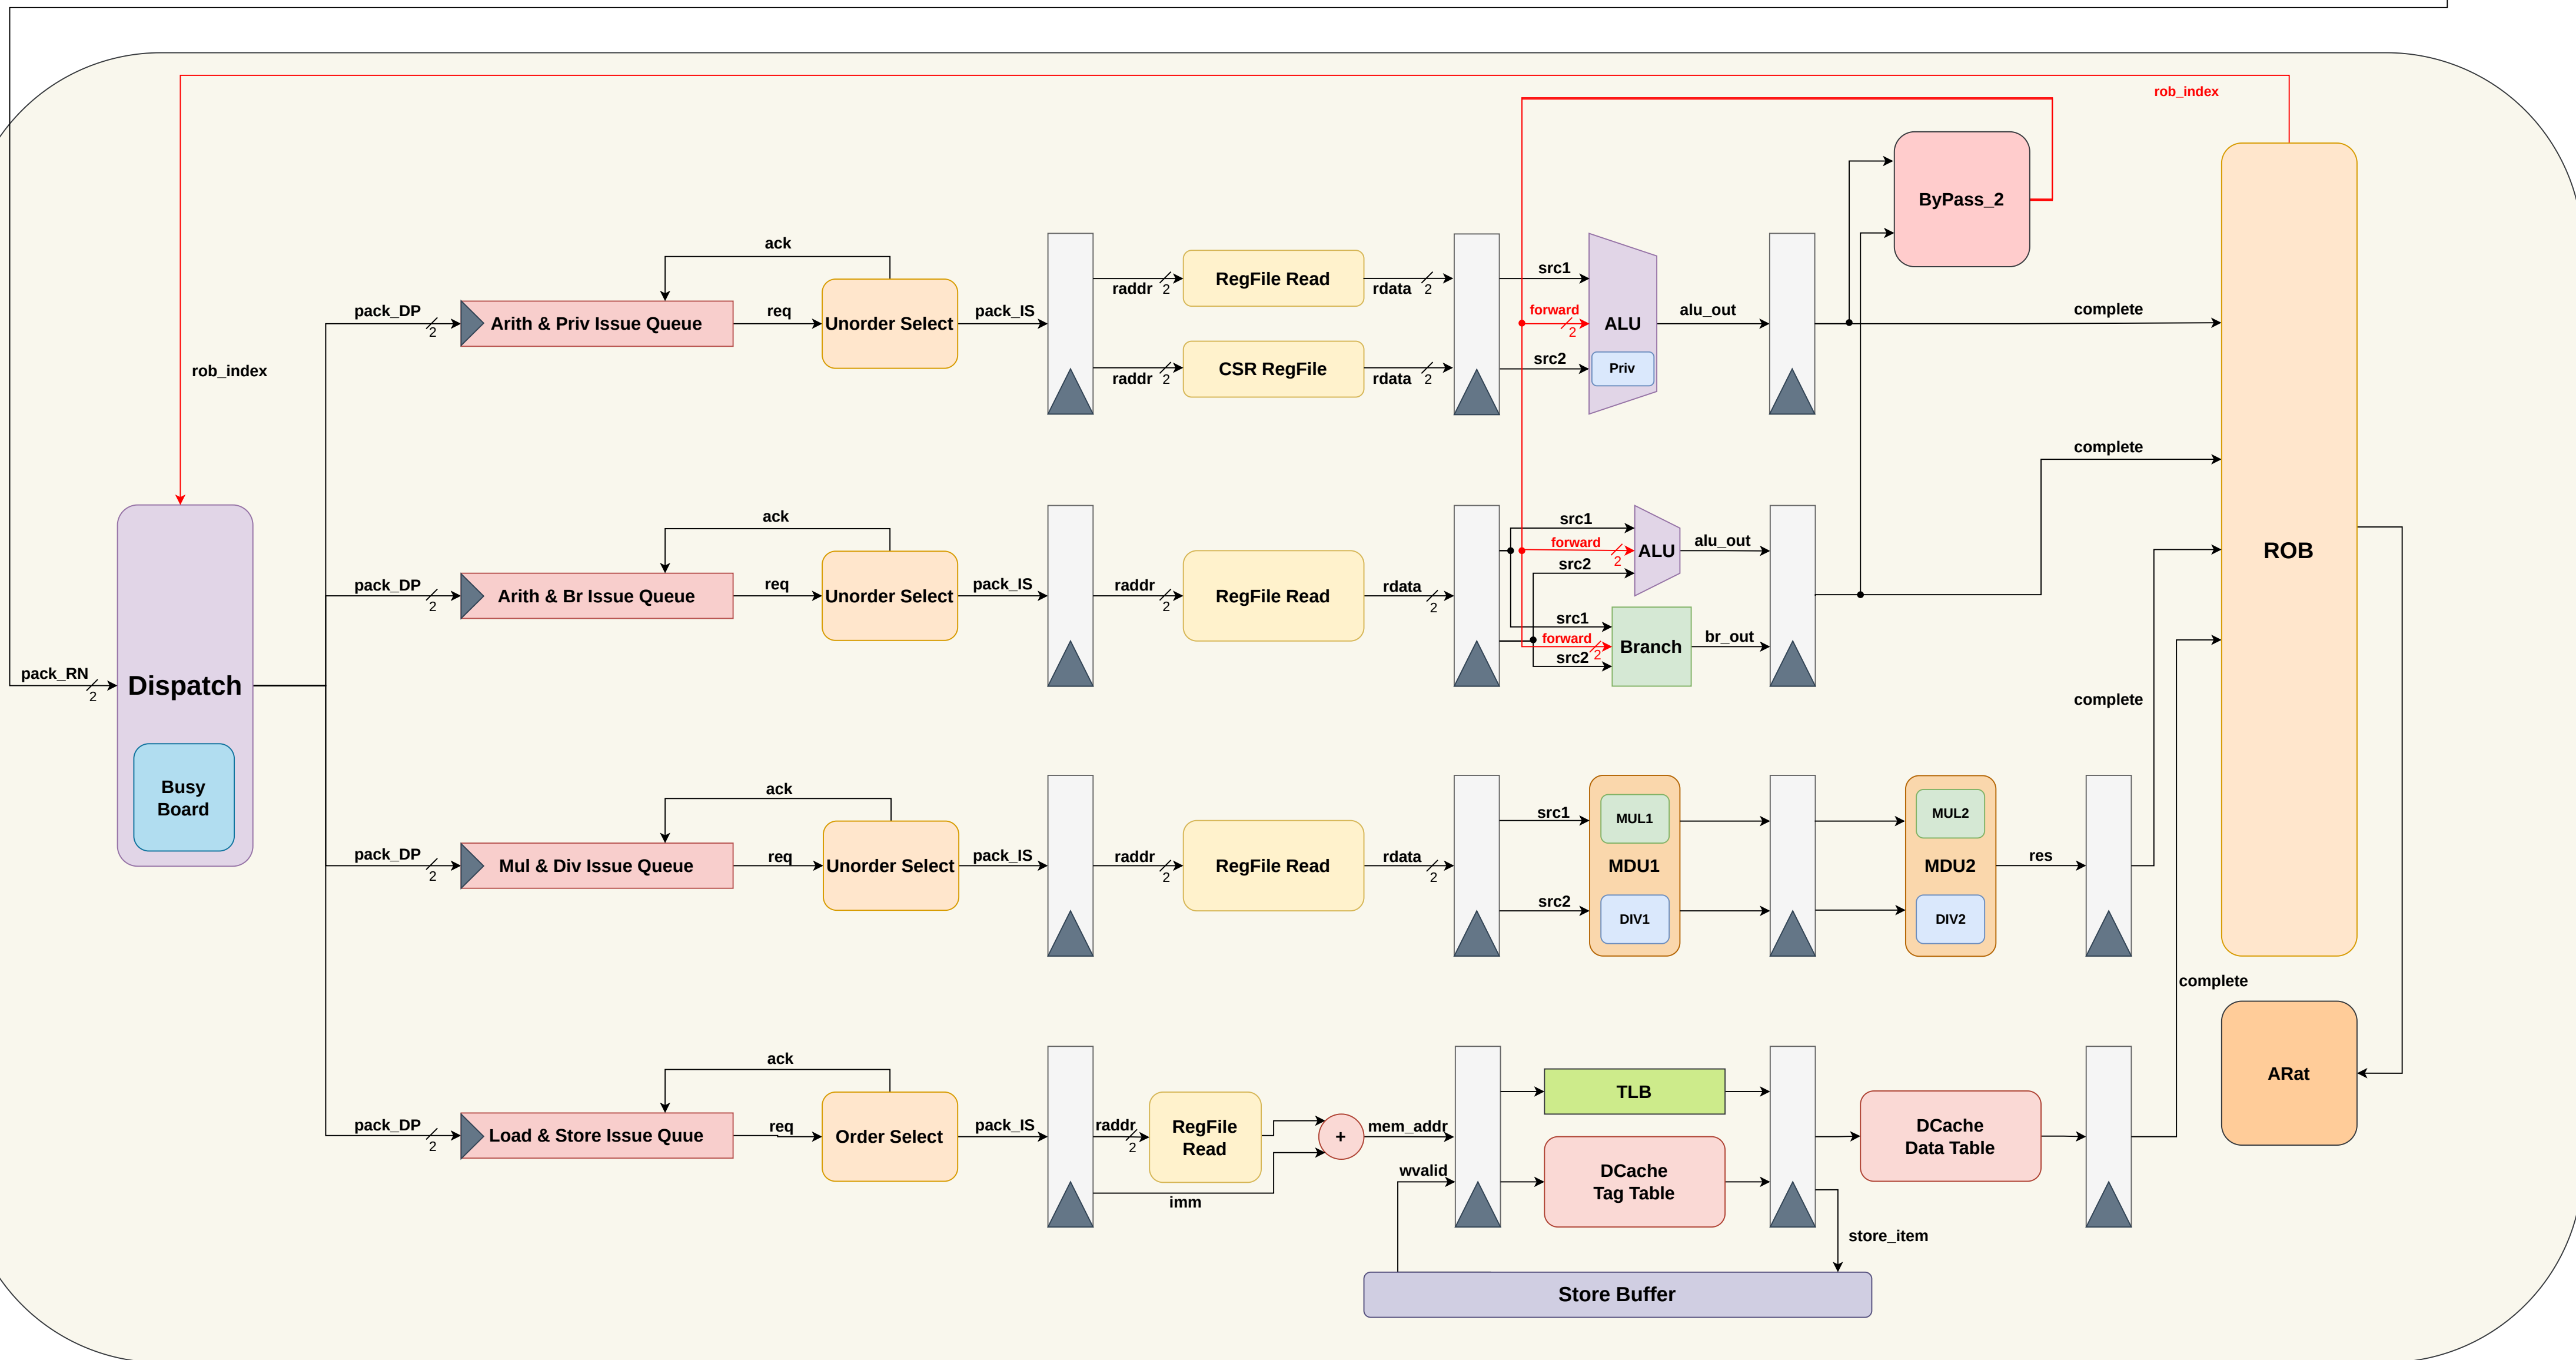 rob_index
ByPass_2
ack
pack_DP
2
Arith & Priv Issue Queue
req
Unorder Select
pack_IS
raddr
2
RegFile Read
rdata
2
raddr
2
CSR RegFile
rdata
2
src1
forward
2
src2
ALU
Priv
alu_out
complete
rob_index
complete
ack
pack_DP
2
Arith & Br Issue Queue
req
Unorder Select
pack_IS
raddr
2
RegFile Read
rdata
2
src1
forward
2
src2
ALU
alu_out
src1
forward
2
src2
Branch
br_out
ROB
pack_RN
2
Dispatch
Busy
Board
complete
ack
pack_DP
2
Mul & Div Issue Queue
req
Unorder Select
pack_IS
raddr
2
RegFile Read
rdata
2
src1
src2
MUL1
MDU1
DIV1
MUL2
MDU2
DIV2
res
complete
ack
pack_DP
2
Load & Store Issue Quue
req
Order Select
pack_IS
raddr
2
RegFile
Read
imm
+
mem_addr
wvalid
TLB
DCache
Tag Table
DCache
Data Table
store_item
Store Buffer
ARat